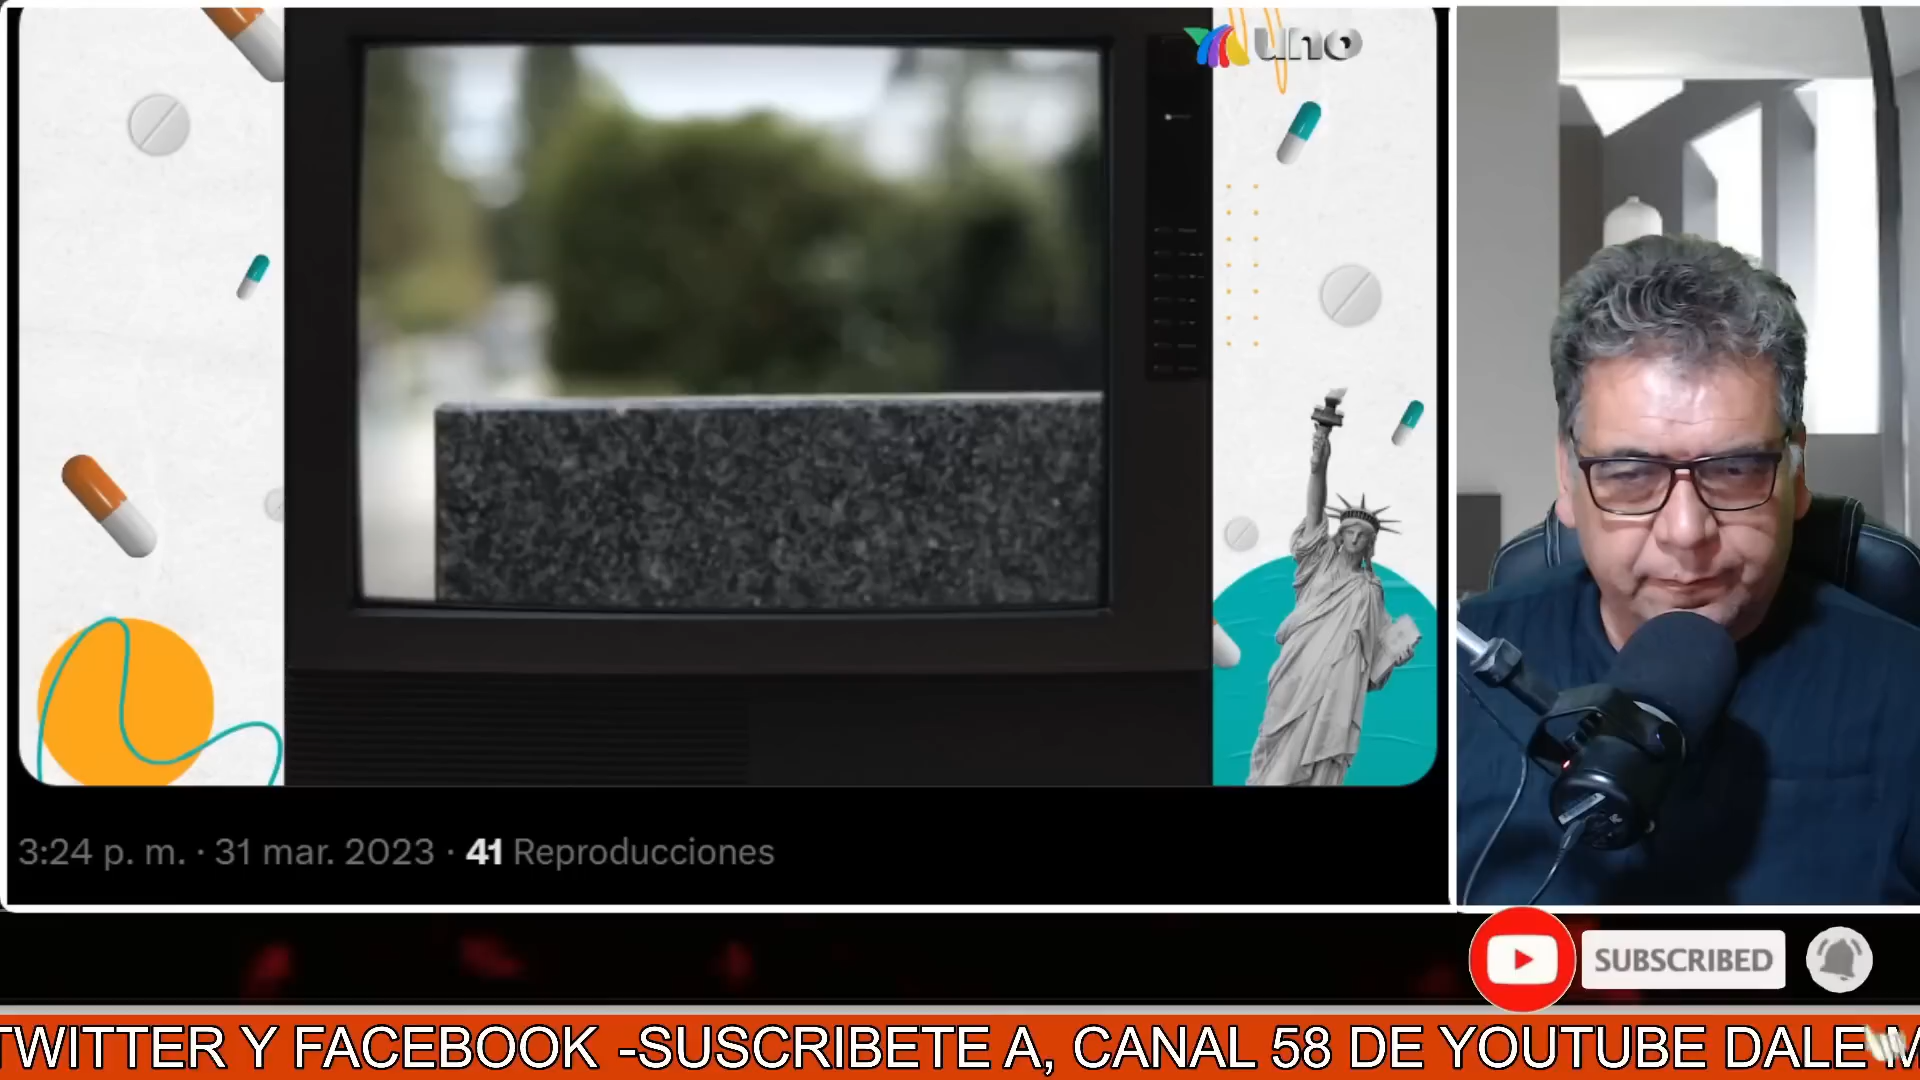 uno
3:24 p. m. · 31 mar. 2023 · 41 Reproducciones
SUBSCRIBED
TWITTER Y FACEBOOK -SUSCRIBETE A, CANAL 58 DE YOUTUBE DALE